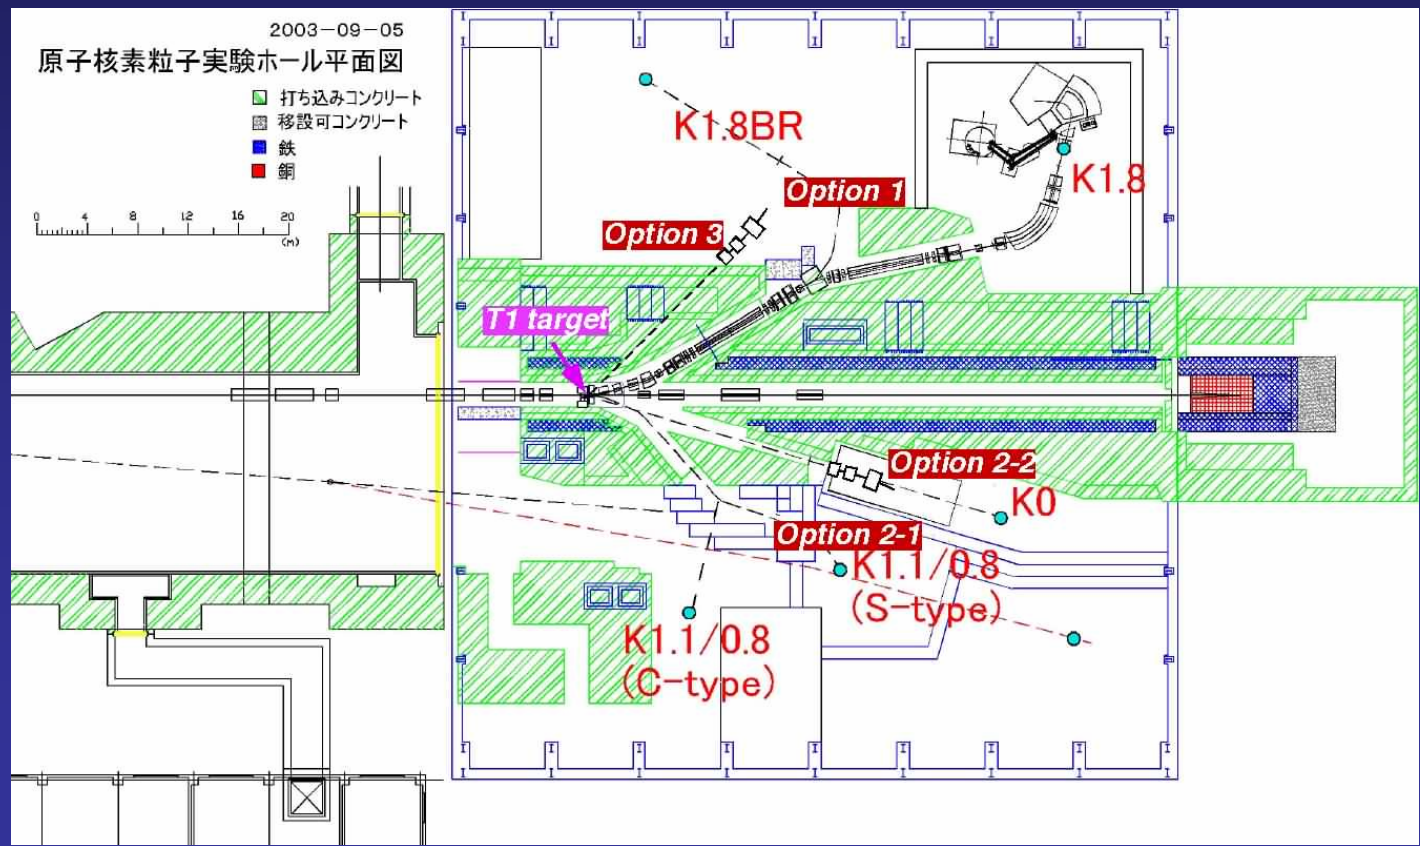 2003-09-05
原子核素粒子実験ホール平面図
打ち込みコンクリート
移設可コンクリート
鉄
銅
0 4 8 12 16 20
(m)
K1.8BR
Option 1
K1.8
Option 3
T1 target
Option 2-2
K0
Option 2-1
K1.1/0.8
(S-type)
K1.1/0.8
(C-type)